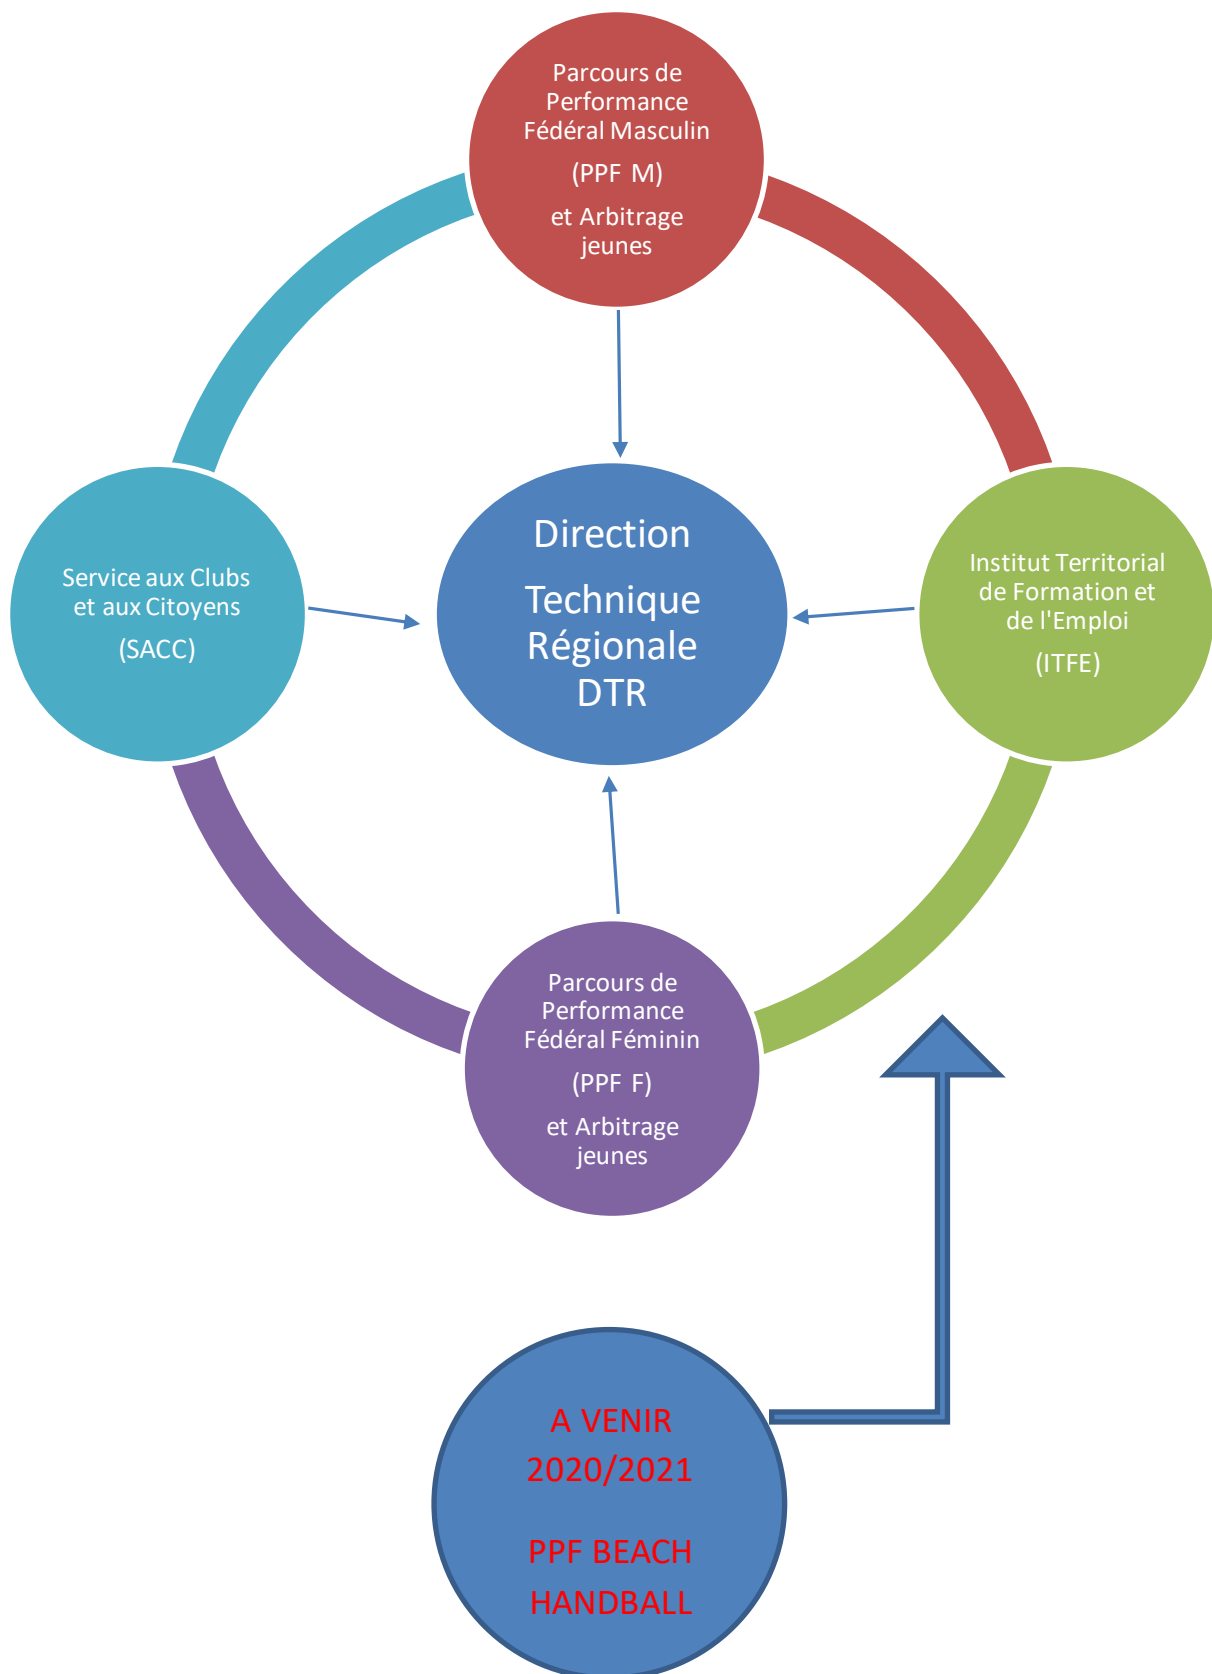 Parcours de
Performance
Fédéral Masculin
(PPF M)
et Arbitrage
jeunes
Service aux Clubs
et aux Citoyens
(SACC)
Direction
Technique
Régionale
DTR
Institut Territorial
de Formation et
de l'Emploi
(ITFE)
Parcours de
Performance
Fédéral Féminin
(PPF F)
et Arbitrage
jeunes
A VENIR
2020/2021
PPF BEACH
HANDBALL